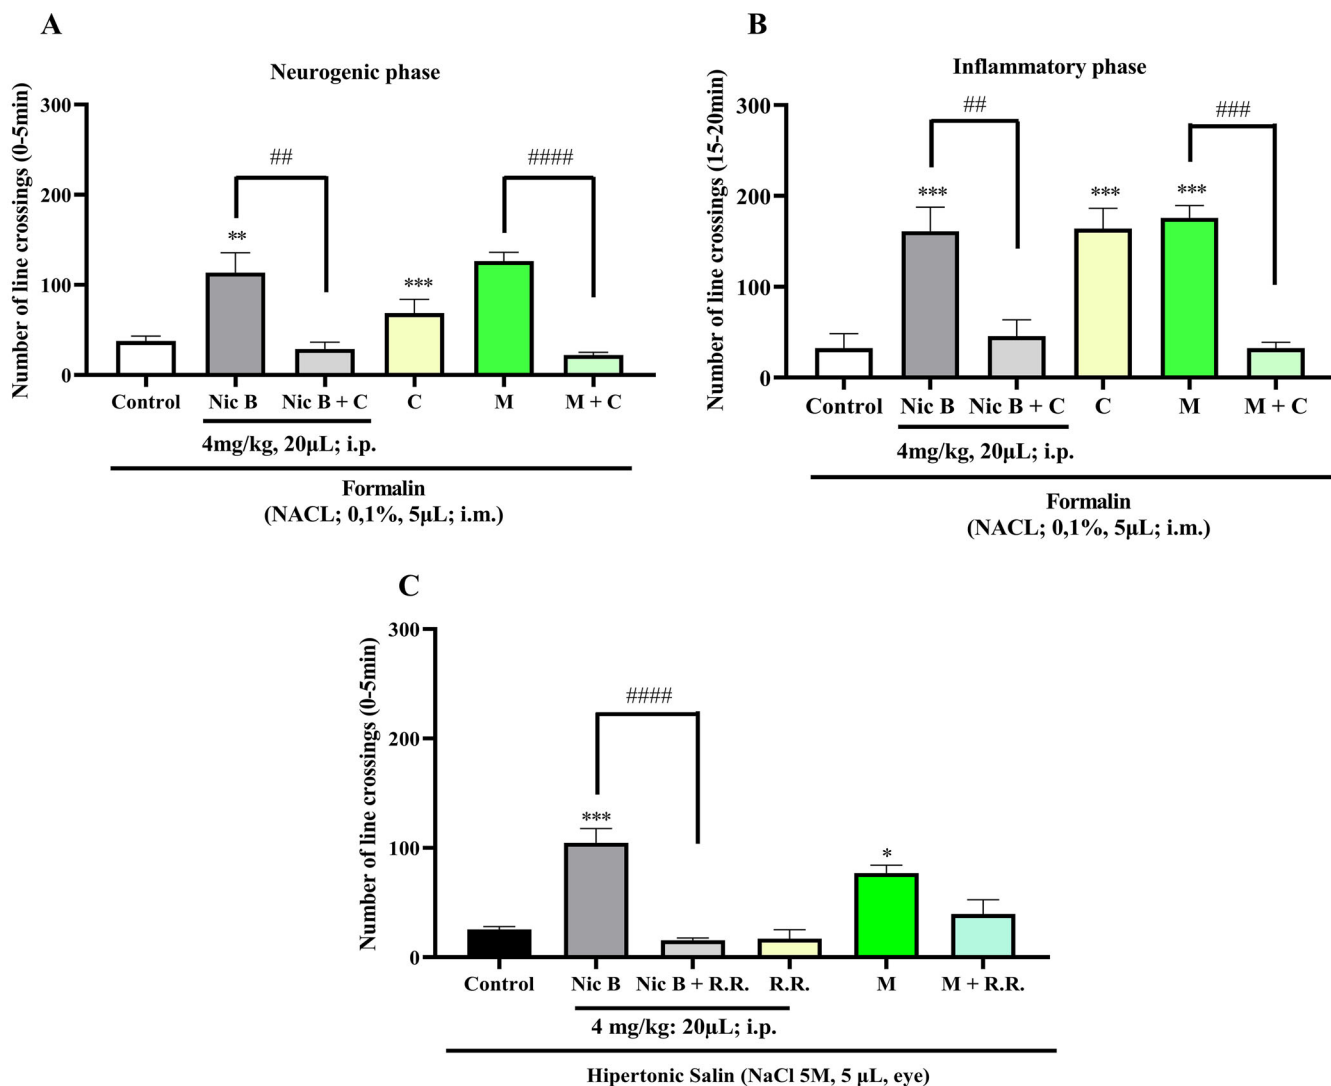 A
Neurogenic phase
Number of line crossings (0-5min)
300
200
100
0
##
####
**
***
Control Nic B Nic B + C C M M + C
4mg/kg, 20µL; i.p.
Formalin
(NACL; 0,1%, 5µL; i.m.)
B
Inflammatory phase
Number of line crossings (15-20min)
300
200
100
0
##
###
*** *** ***
Control Nic B Nic B + C C M M + C
4mg/kg, 20µL; i.p.
Formalin
(NACL; 0,1%, 5µL; i.m.)
C
Number of line crossings (0-5min)
300
200
100
0
####
***
*
Control Nic B Nic B + R.R. R.R. M M + R.R.
4 mg/kg: 20µL; i.p.
Hipertonic Salin (NaCl 5M, 5 µL, eye)